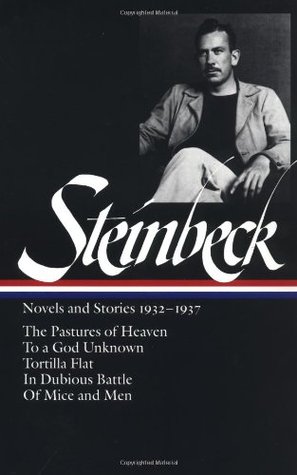 Steinbeck
Novels and Stories 1932–1937
The Pastures of Heaven
To a God Unknown
Tortilla Flat
In Dubious Battle
Of Mice and Men